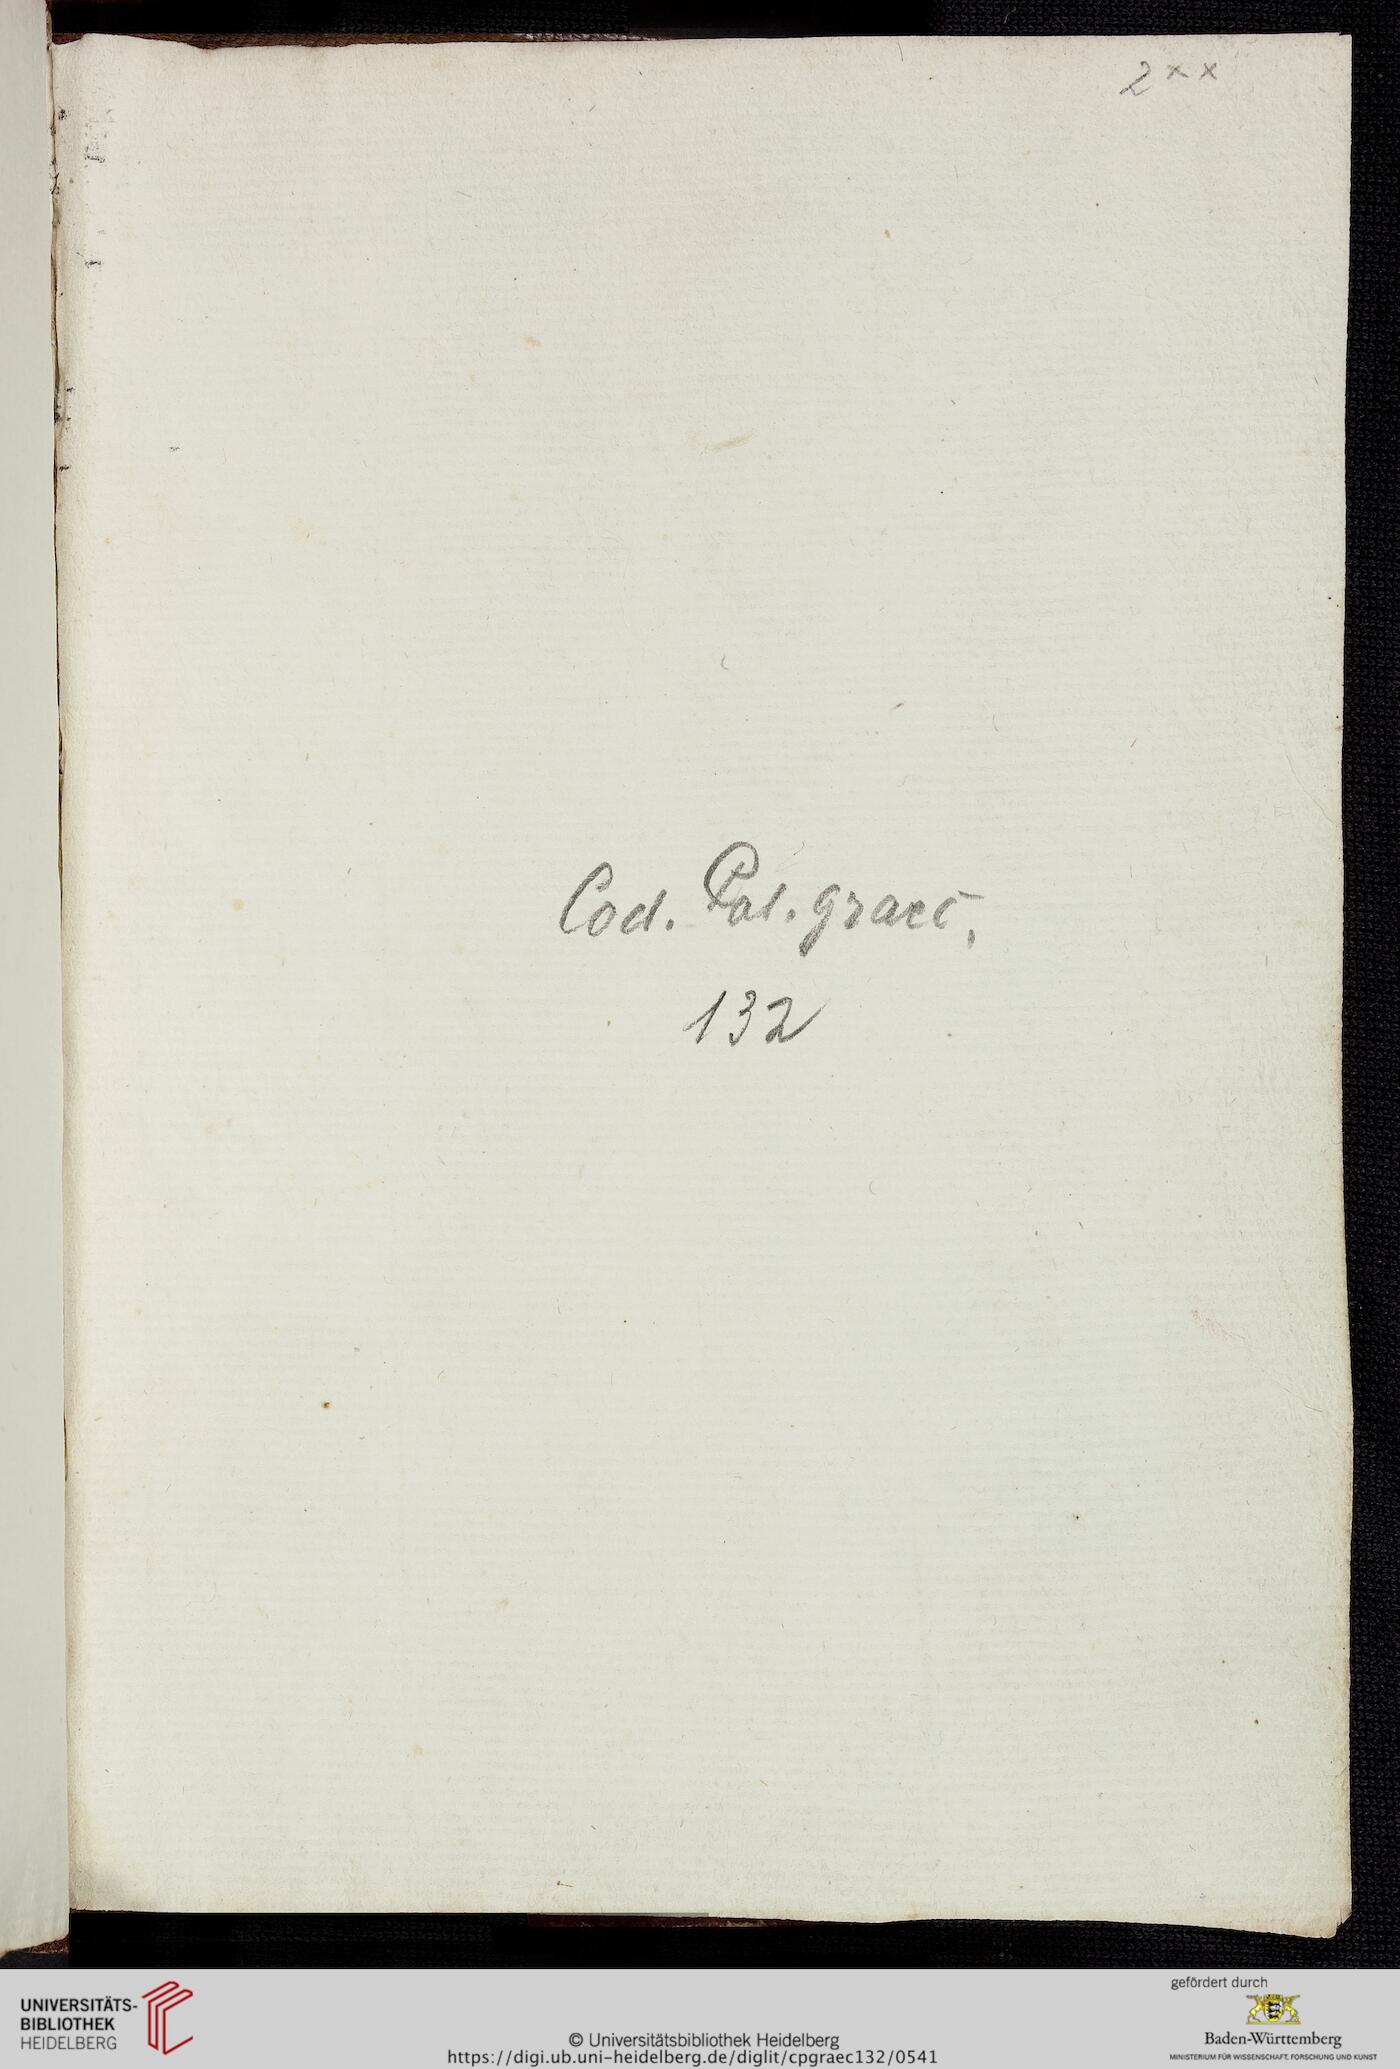 2××
Cod. Pal. graec.
132
UNIVERSITÄTS-
BIBLIOTHEK
HEIDELBERG
© Universitätsbibliothek Heidelberg
https://digi.ub.uni-heidelberg.de/diglit/cpgraec132/0541
gefördert durch
Baden-Württemberg
MINISTERIUM FÜR WISSENSCHAFT, FORSCHUNG UND KUNST